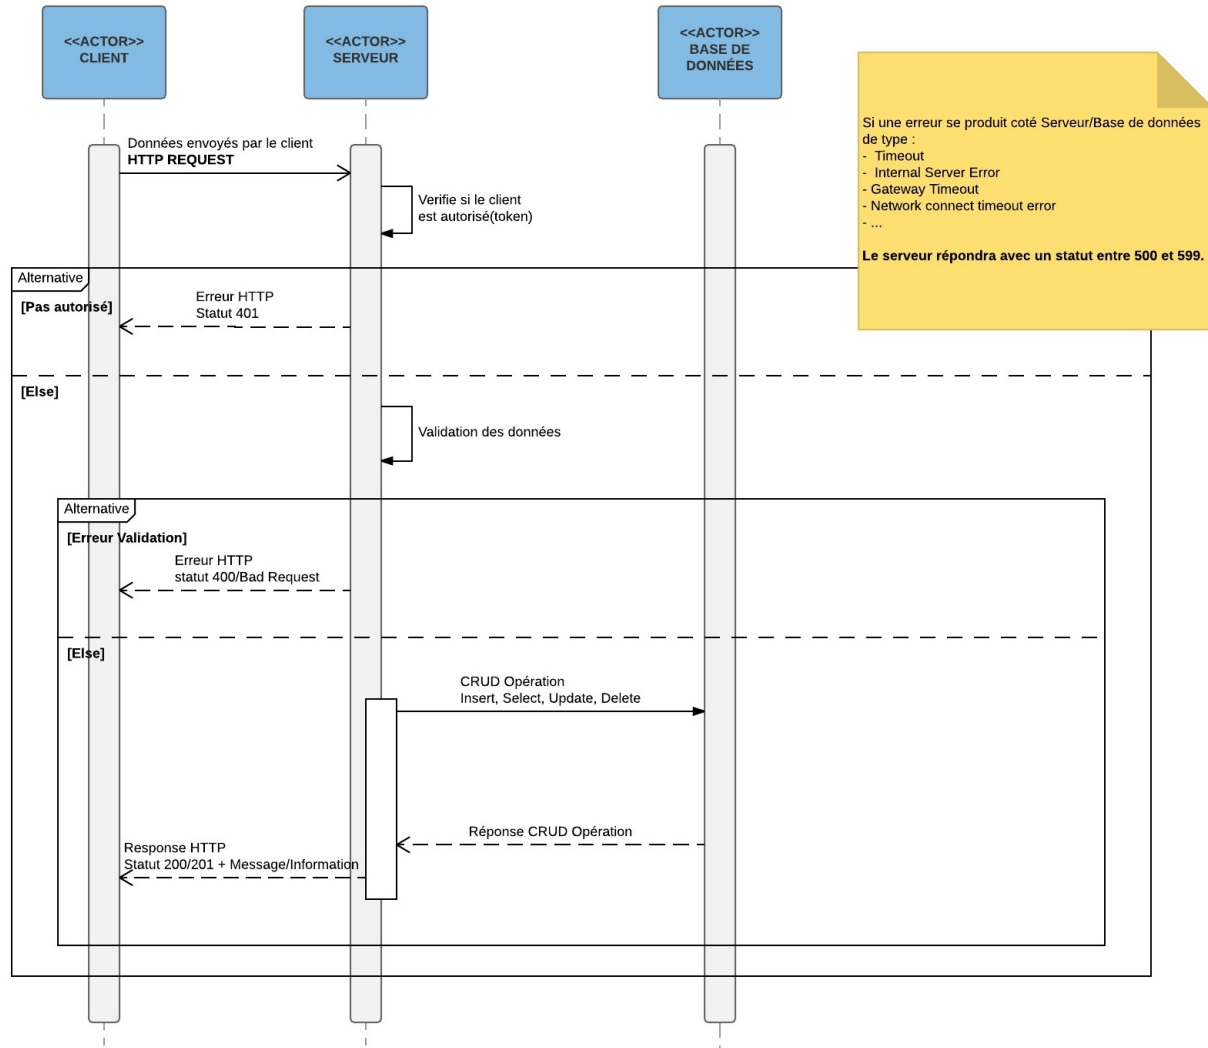 <<ACTOR>>
CLIENT
<<ACTOR>>
SERVEUR
<<ACTOR>>
BASE DE
DONNÉES
Si une erreur se produit coté Serveur/Base de données
de type :
- Timeout
- Internal Server Error
- Gateway Timeout
- Network connect timeout error
- ...
Le serveur répondra avec un statut entre 500 et 599.
Données envoyés par le client
HTTP REQUEST
Verifie si le client
est autorisé(token)
Alternative
[Pas autorisé]
Erreur HTTP
Statut 401
[Else]
Validation des données
Alternative
[Erreur Validation]
Erreur HTTP
statut 400/Bad Request
[Else]
CRUD Opération
Insert, Select, Update, Delete
Réponse CRUD Opération
Response HTTP
Statut 200/201 + Message/Information